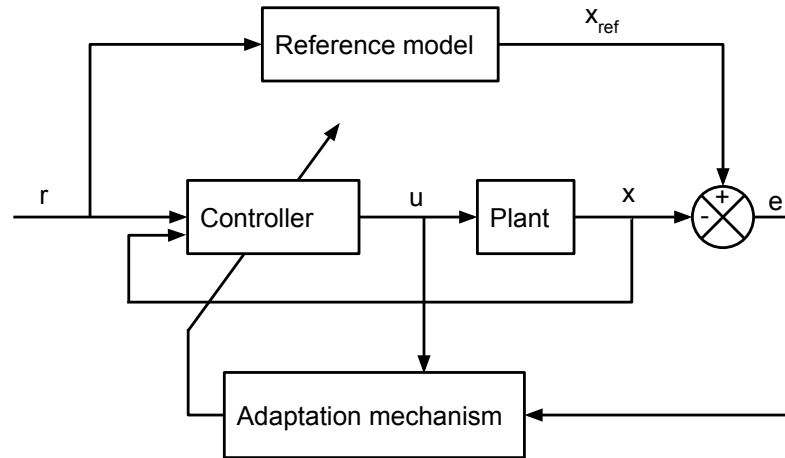 x_ref
Reference model
r
Controller
u
Plant
x
+
-
e
Adaptation mechanism